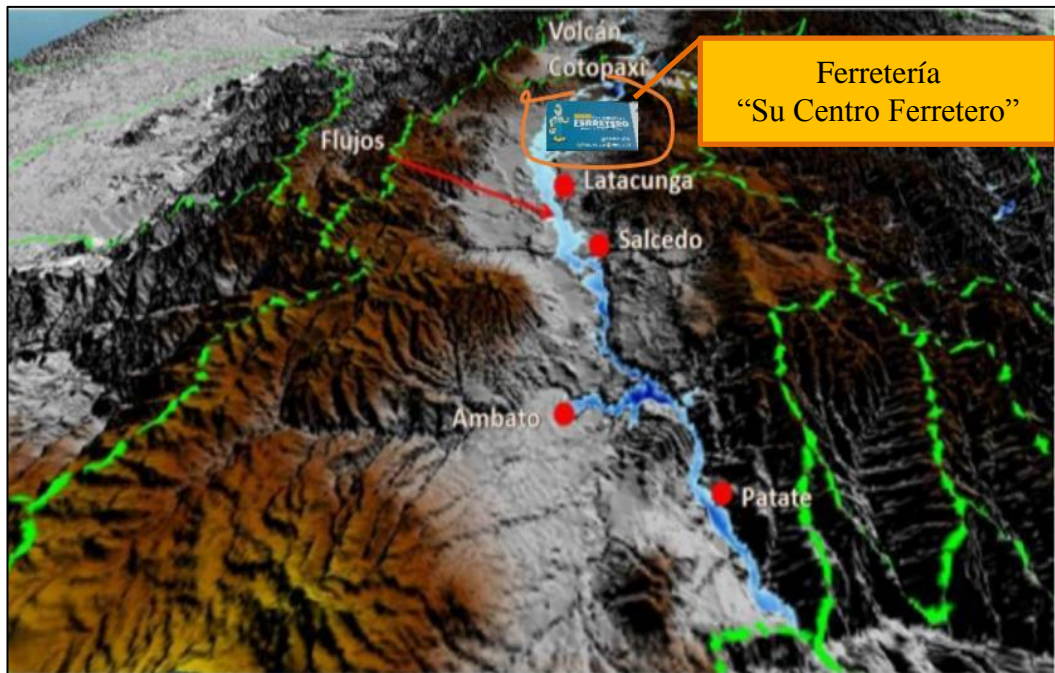 Volcán
Cotopaxi
Ferretería
“Su Centro Ferretero”
FERRETERO
Flujos
Latacunga
Salcedo
Ambato
Patate